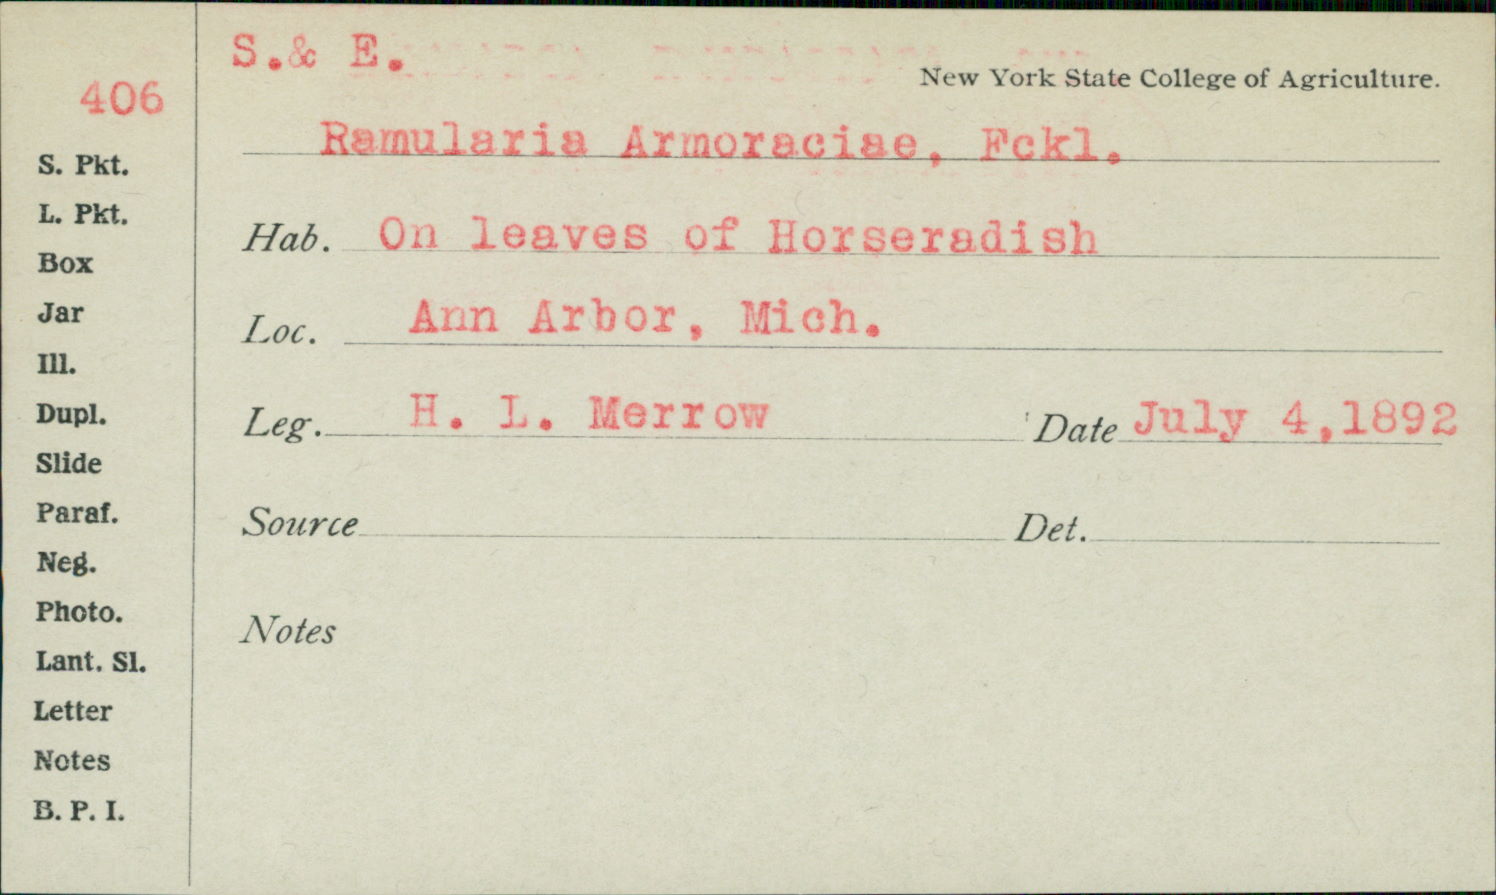 406
S. Pkt.
L. Pkt.
Box
Jar
Ill.
Dupl.
Slide
Paraf.
Neg.
Photo.
Lant. Sl.
Letter
Notes
B. P. I.
S.& E.
New York State College of Agriculture.
Ramularia Armoraciae, Fckl.
Hab. On leaves of Horseradish
Loc. Ann Arbor, Mich.
Leg. H. L. Merrow Date July 4,1892
Source Det.
Notes